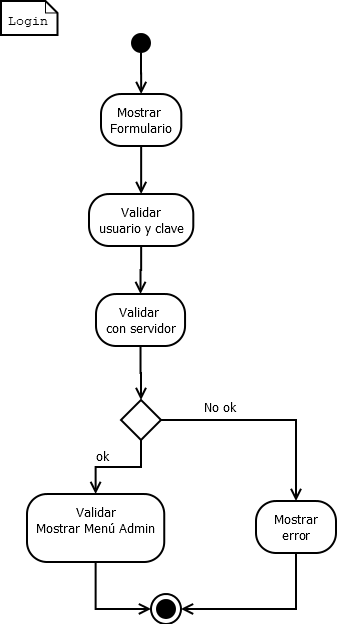 Login
Mostrar
Formulario
Validar
usuario y clave
Validar
con servidor
No ok
ok
Validar
Mostrar Menú Admin
Mostrar
error